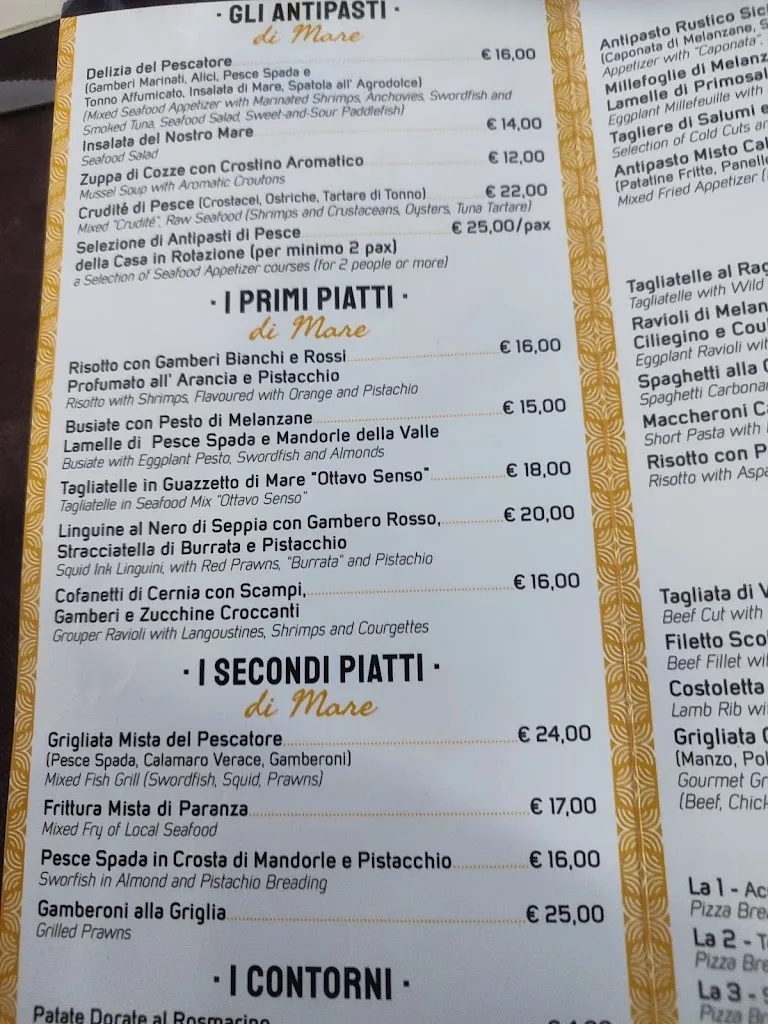 · GLI ANTIPASTI ·
di Mare
Delizia del Pescatore € 16,00
(Gamberi Marinati, Alici, Pesce Spada e
Tonno Affumicato, Insalata di Mare, Spatola all' Agrodolce)
(Mixed Seafood Appetizer with Marinated Shrimps, Anchovies, Swordfish and
Smoked Tuna, Seafood Salad, Sweet-and-Sour Paddlefish)
Insalata del Nostro Mare € 14,00
Seafood Salad
Zuppa di Cozze con Crostino Aromatico € 12,00
Mussel Soup with Aromatic Croutons
Crudité di Pesce (Crostacei, Ostriche, Tartare di Tonno) € 22,00
Mixed "Crudité", Raw Seafood (Shrimps and Crustaceans, Oysters, Tuna Tartare)
Selezione di Antipasti di Pesce € 25,00/pax
della Casa in Rotazione (per minimo 2 pax)
a Selection of Seafood Appetizer courses (for 2 people or more)
· I PRIMI PIATTI ·
di Mare
Risotto con Gamberi Bianchi e Rossi € 16,00
Profumato all' Arancia e Pistacchio
Risotto with Shrimps, Flavoured with Orange and Pistachio
Busiate con Pesto di Melanzane € 15,00
Lamelle di Pesce Spada e Mandorle della Valle
Busiate with Eggplant Pesto, Swordfish and Almonds
Tagliatelle in Guazzetto di Mare "Ottavo Senso" € 18,00
Tagliatelle in Seafood Mix "Ottavo Senso"
Linguine al Nero di Seppia con Gambero Rosso, € 20,00
Stracciatella di Burrata e Pistacchio
Squid Ink Linguini, with Red Prawns, "Burrata" and Pistachio
Cofanetti di Cernia con Scampi, € 16,00
Gamberi e Zucchine Croccanti
Grouper Ravioli with Langoustines, Shrimps and Courgettes
· I SECONDI PIATTI ·
di Mare
Grigliata Mista del Pescatore € 24,00
(Pesce Spada, Calamaro Verace, Gamberoni)
Mixed Fish Grill (Swordfish, Squid, Prawns)
Frittura Mista di Paranza € 17,00
Mixed Fry of Local Seafood
Pesce Spada in Crosta di Mandorle e Pistacchio € 16,00
Sworfish in Almond and Pistachio Breading
Gamberoni alla Griglia € 25,00
Grilled Prawns
· I CONTORNI ·
Patate Dorate al Rosmarino
Antipasto Rustico
(Caponata di Melanzane,
Appetizer with "Caponata",
Millefoglie di
Lamelle di
Eggplant Millefeuille with
Tagliere di Salumi e
Selection of Cold Cuts
Antipasto Misto
(Patatine Fritte,
Mixed Fried Appetizer
Tagliatelle al
Tagliatelle with Wild
Ravioli di
Ciliegino e
Eggplant Ravioli
Spaghetti alla
Spaghetti
Maccheroni
Short Pasta with
Risotto con
Risotto with
Tagliata di
Beef Cut with
Filetto
Beef Fillet
Costoletta
Lamb Rib
Grigliata
(Manzo,
Gourmet
(Beef,
La 1 -
Pizza
La 2 -
Pizza
La 3 -
Pizza